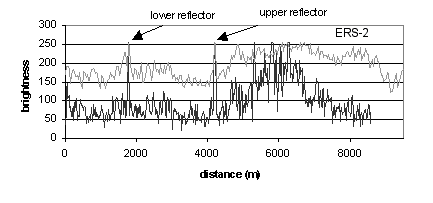 lower reflector
upper reflector
ERS-2
300
250
200
150
100
50
0
brightness
0
2000
4000
6000
8000
distance (m)